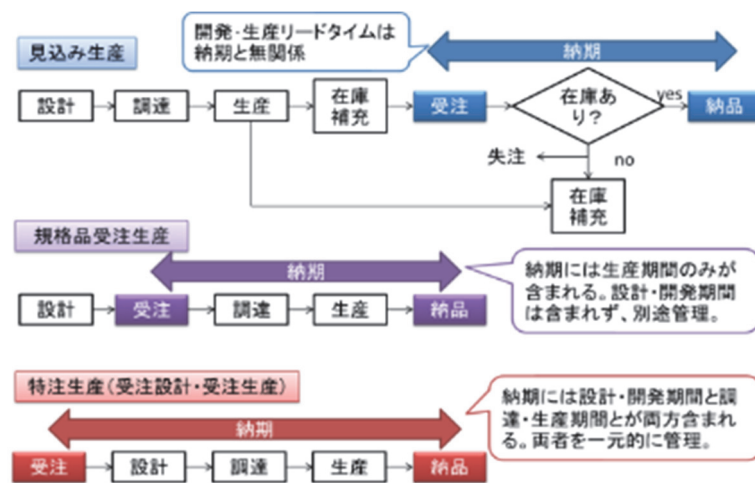 見込み生産
開発・生産リードタイムは
納期と無関係
納期
設計
調達
生産
在庫
補充
受注
在庫あ
り?
yes
納品
失注
no
在庫
補充
規格品受注生産
納期
納期には生産期間のみが
含まれる。設計・開発期間
は含まれず、別途管理。
設計
受注
調達
生産
納品
特注生産(受注設計・受注生産)
納期
納期には設計・開発期間と調
達・生産期間とが両方含まれ
る。両者を一元的に管理。
受注
設計
調達
生産
納品